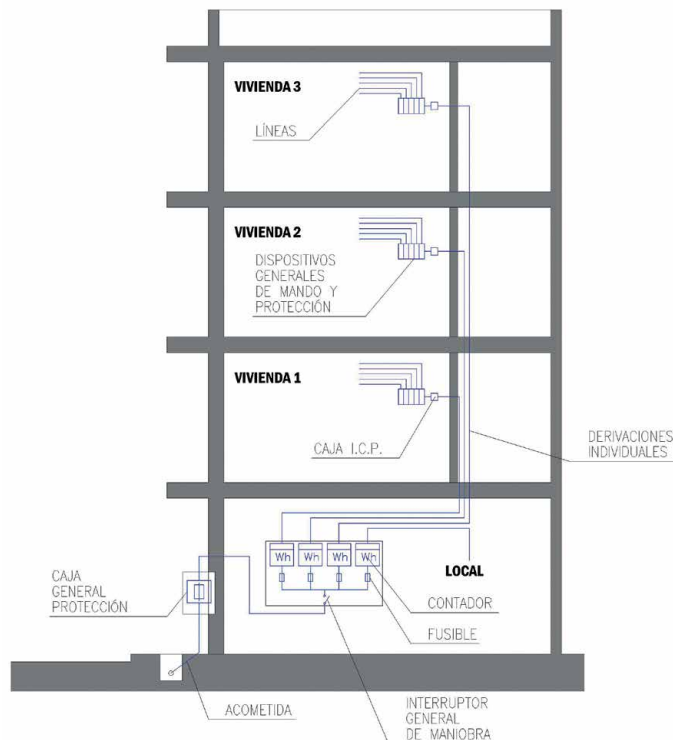 VIVIENDA 3
LÍNEAS
VIVIENDA 2
DISPOSITIVOS
GENERALES
DE MANDO Y
PROTECCIÓN
VIVIENDA 1
CAJA I.C.P.
DERIVACIONES
INDIVIDUALES
Wh Wh Wh Wh
LOCAL
CAJA
GENERAL
PROTECCIÓN
CONTADOR
FUSIBLE
ACOMETIDA
INTERRUPTOR
GENERAL
DE MANIOBRA